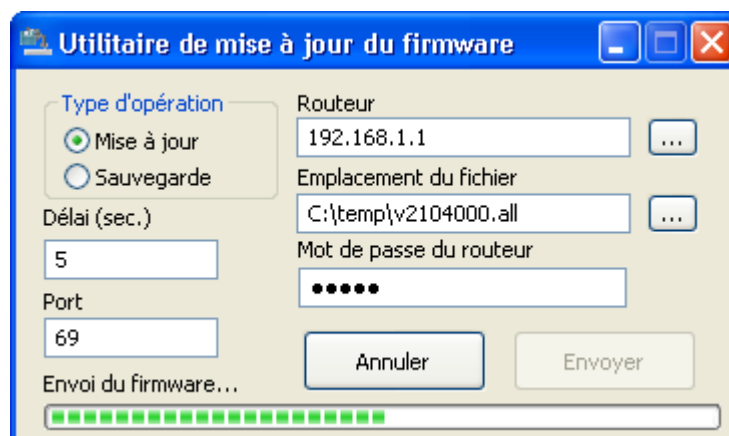 Utilitaire de mise à jour du firmware
Type d'opération
Mise à jour
Sauvegarde
Délai (sec.)
5
Port
69
Routeur
192.168.1.1
...
Emplacement du fichier
C:\temp\v2104000.all
...
Mot de passe du routeur
●●●●●
Annuler
Envoyer
Envoi du firmware...